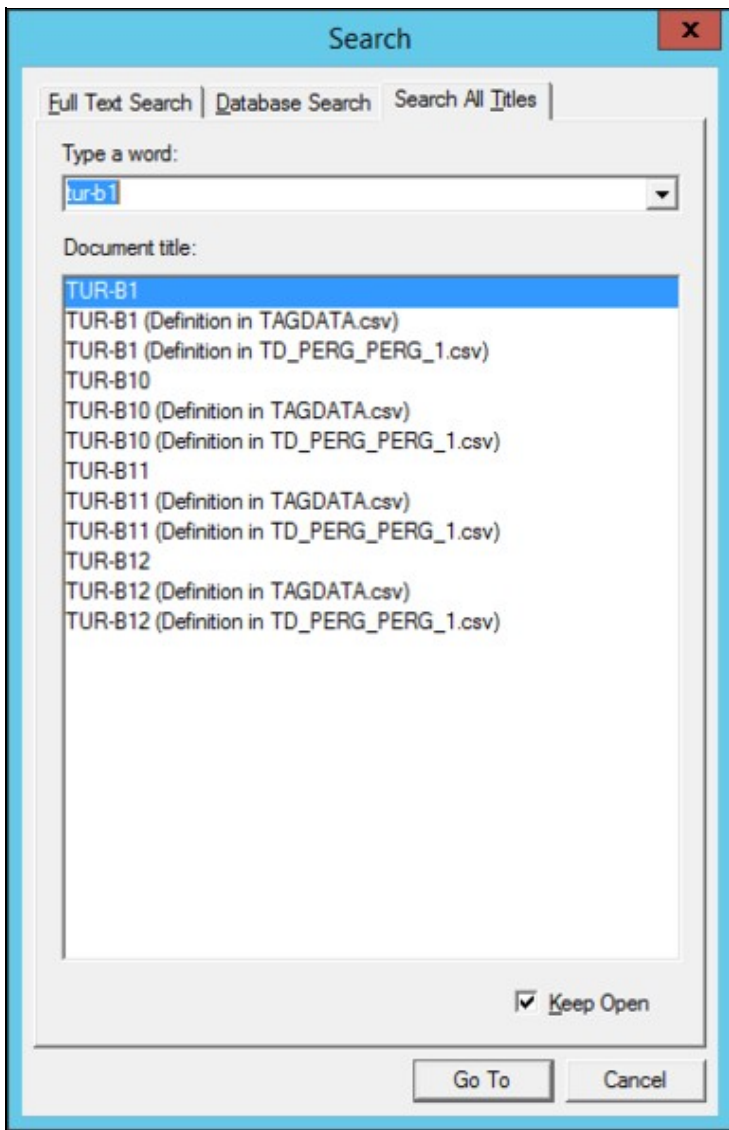 Search
x
Full Text Search Database Search Search All Titles
Type a word:
tur-b1
Document title:
TUR-B1
TUR-B1 (Definition in TAGDATA.csv)
TUR-B1 (Definition in TD_PERG_PERG_1.csv)
TUR-B10
TUR-B10 (Definition in TAGDATA.csv)
TUR-B10 (Definition in TD_PERG_PERG_1.csv)
TUR-B11
TUR-B11 (Definition in TAGDATA.csv)
TUR-B11 (Definition in TD_PERG_PERG_1.csv)
TUR-B12
TUR-B12 (Definition in TAGDATA.csv)
TUR-B12 (Definition in TD_PERG_PERG_1.csv)
Keep Open
Go To Cancel